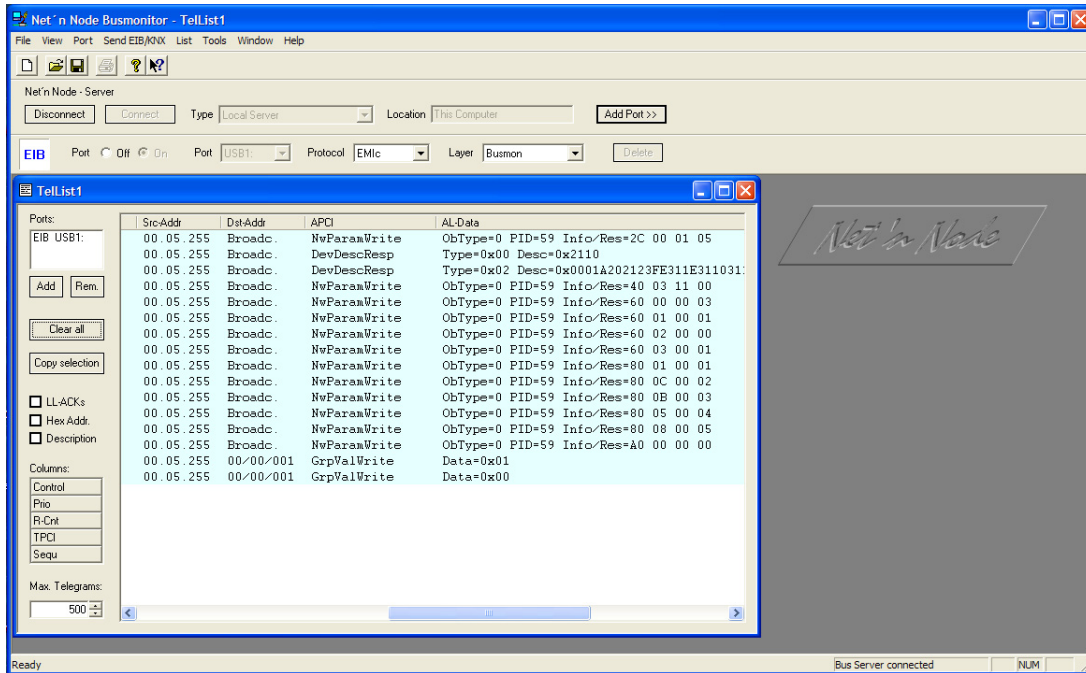 Net´n Node Busmonitor - TelList1
File View Port Send EIB/KNX List Tools Window Help
Net´n Node - Server
Disconnect Connect Type Local Server Location This Computer Add Port >>
EIB Port Off On Port USB1: Protocol EMIc Layer Busmon Delete
TelList1
Ports:
EIB USB1:
Add Rem.
Clear all
Copy selection
LL-ACKs
Hex Addr.
Description
Columns:
Control
Prio
R-Cnt
TPCI
Sequ
Max. Telegrams:
500
Src-Addr Dst-Addr APCI AL-Data
00.05.255 Broadc. NwParamWrite ObType=0 PID=59 Info/Res=2C 00 01 05
00.05.255 Broadc. DevDescResp Type=0x00 Desc=0x2110
00.05.255 Broadc. DevDescResp Type=0x02 Desc=0x0001A202123FE311E311031
00.05.255 Broadc. NwParamWrite ObType=0 PID=59 Info/Res=40 03 11 00
00.05.255 Broadc. NwParamWrite ObType=0 PID=59 Info/Res=60 00 00 03
00.05.255 Broadc. NwParamWrite ObType=0 PID=59 Info/Res=60 01 00 01
00.05.255 Broadc. NwParamWrite ObType=0 PID=59 Info/Res=60 02 00 00
00.05.255 Broadc. NwParamWrite ObType=0 PID=59 Info/Res=60 03 00 01
00.05.255 Broadc. NwParamWrite ObType=0 PID=59 Info/Res=80 01 00 01
00.05.255 Broadc. NwParamWrite ObType=0 PID=59 Info/Res=80 0C 00 02
00.05.255 Broadc. NwParamWrite ObType=0 PID=59 Info/Res=80 0B 00 03
00.05.255 Broadc. NwParamWrite ObType=0 PID=59 Info/Res=80 05 00 04
00.05.255 Broadc. NwParamWrite ObType=0 PID=59 Info/Res=80 08 00 05
00.05.255 Broadc. NwParamWrite ObType=0 PID=59 Info/Res=A0 00 00 00
00.05.255 00/00/001 GrpValWrite Data=0x01
00.05.255 00/00/001 GrpValWrite Data=0x00
Net'n Node
Ready Bus Server connected NUM